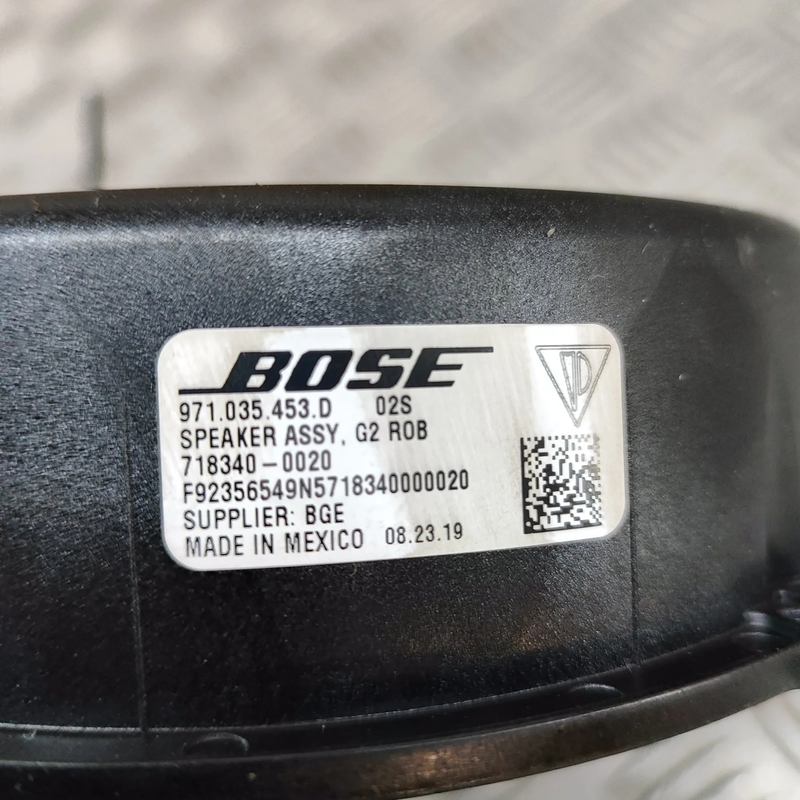 BOSE
971.035.453.D 02S
SPEAKER ASSY, G2 ROB
718340-0020
F92356549N5718340000020
SUPPLIER: BGE
MADE IN MEXICO 08.23.19